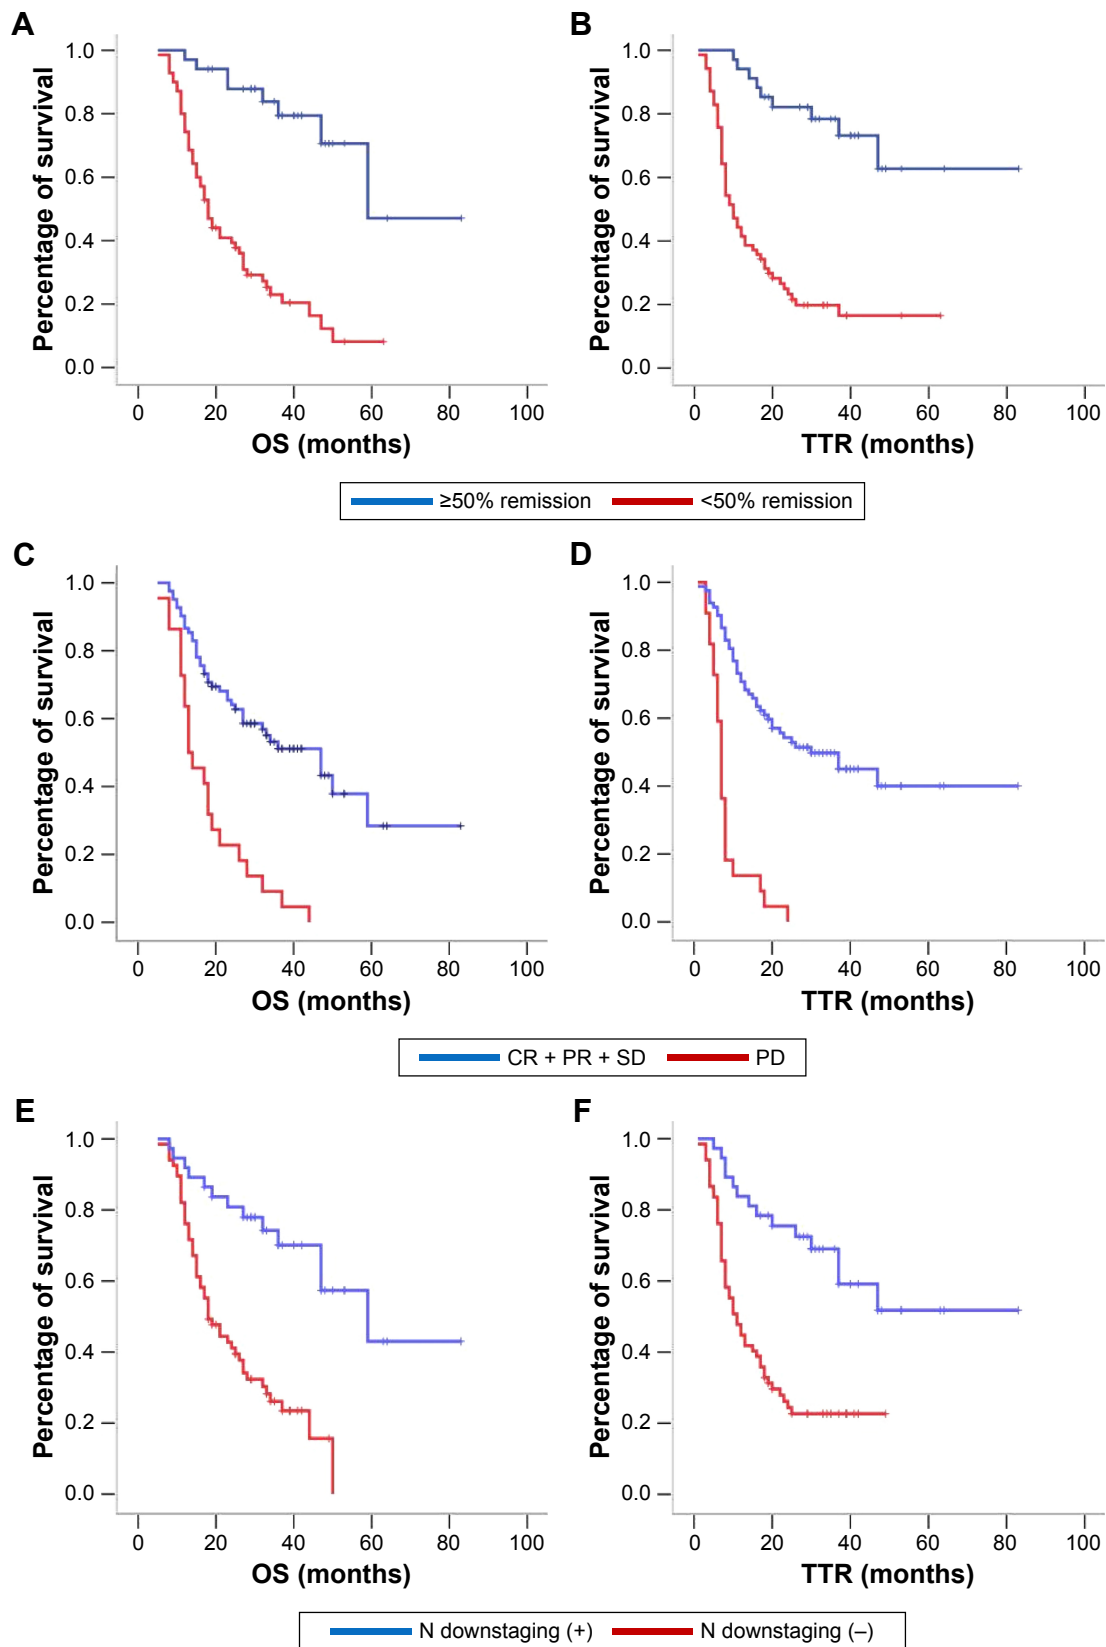 A
B
Percentage of survival
1.0
0.8
0.6
0.4
0.2
0.0
0 20 40 60 80 100
OS (months)
Percentage of survival
1.0
0.8
0.6
0.4
0.2
0.0
0 20 40 60 80 100
TTR (months)
≥50% remission <50% remission
C
D
Percentage of survival
1.0
0.8
0.6
0.4
0.2
0.0
0 20 40 60 80 100
OS (months)
Percentage of survival
1.0
0.8
0.6
0.4
0.2
0.0
0 20 40 60 80 100
TTR (months)
CR + PR + SD PD
E
F
Percentage of survival
1.0
0.8
0.6
0.4
0.2
0.0
0 20 40 60 80 100
OS (months)
Percentage of survival
1.0
0.8
0.6
0.4
0.2
0.0
0 20 40 60 80 100
TTR (months)
N downstaging (+) N downstaging (–)